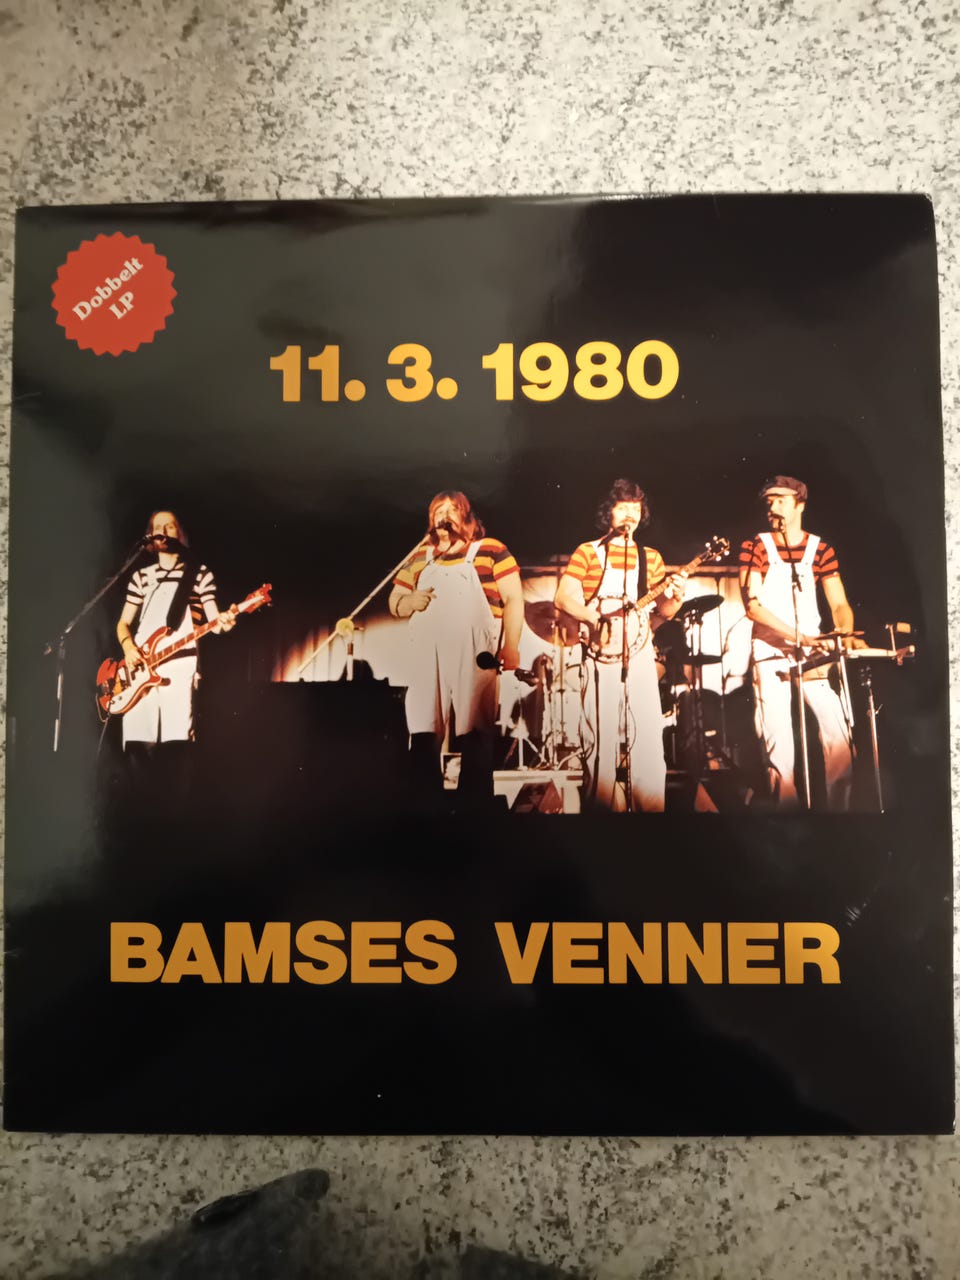 Dobbelt
LP
11. 3. 1980
BAMSES VENNER